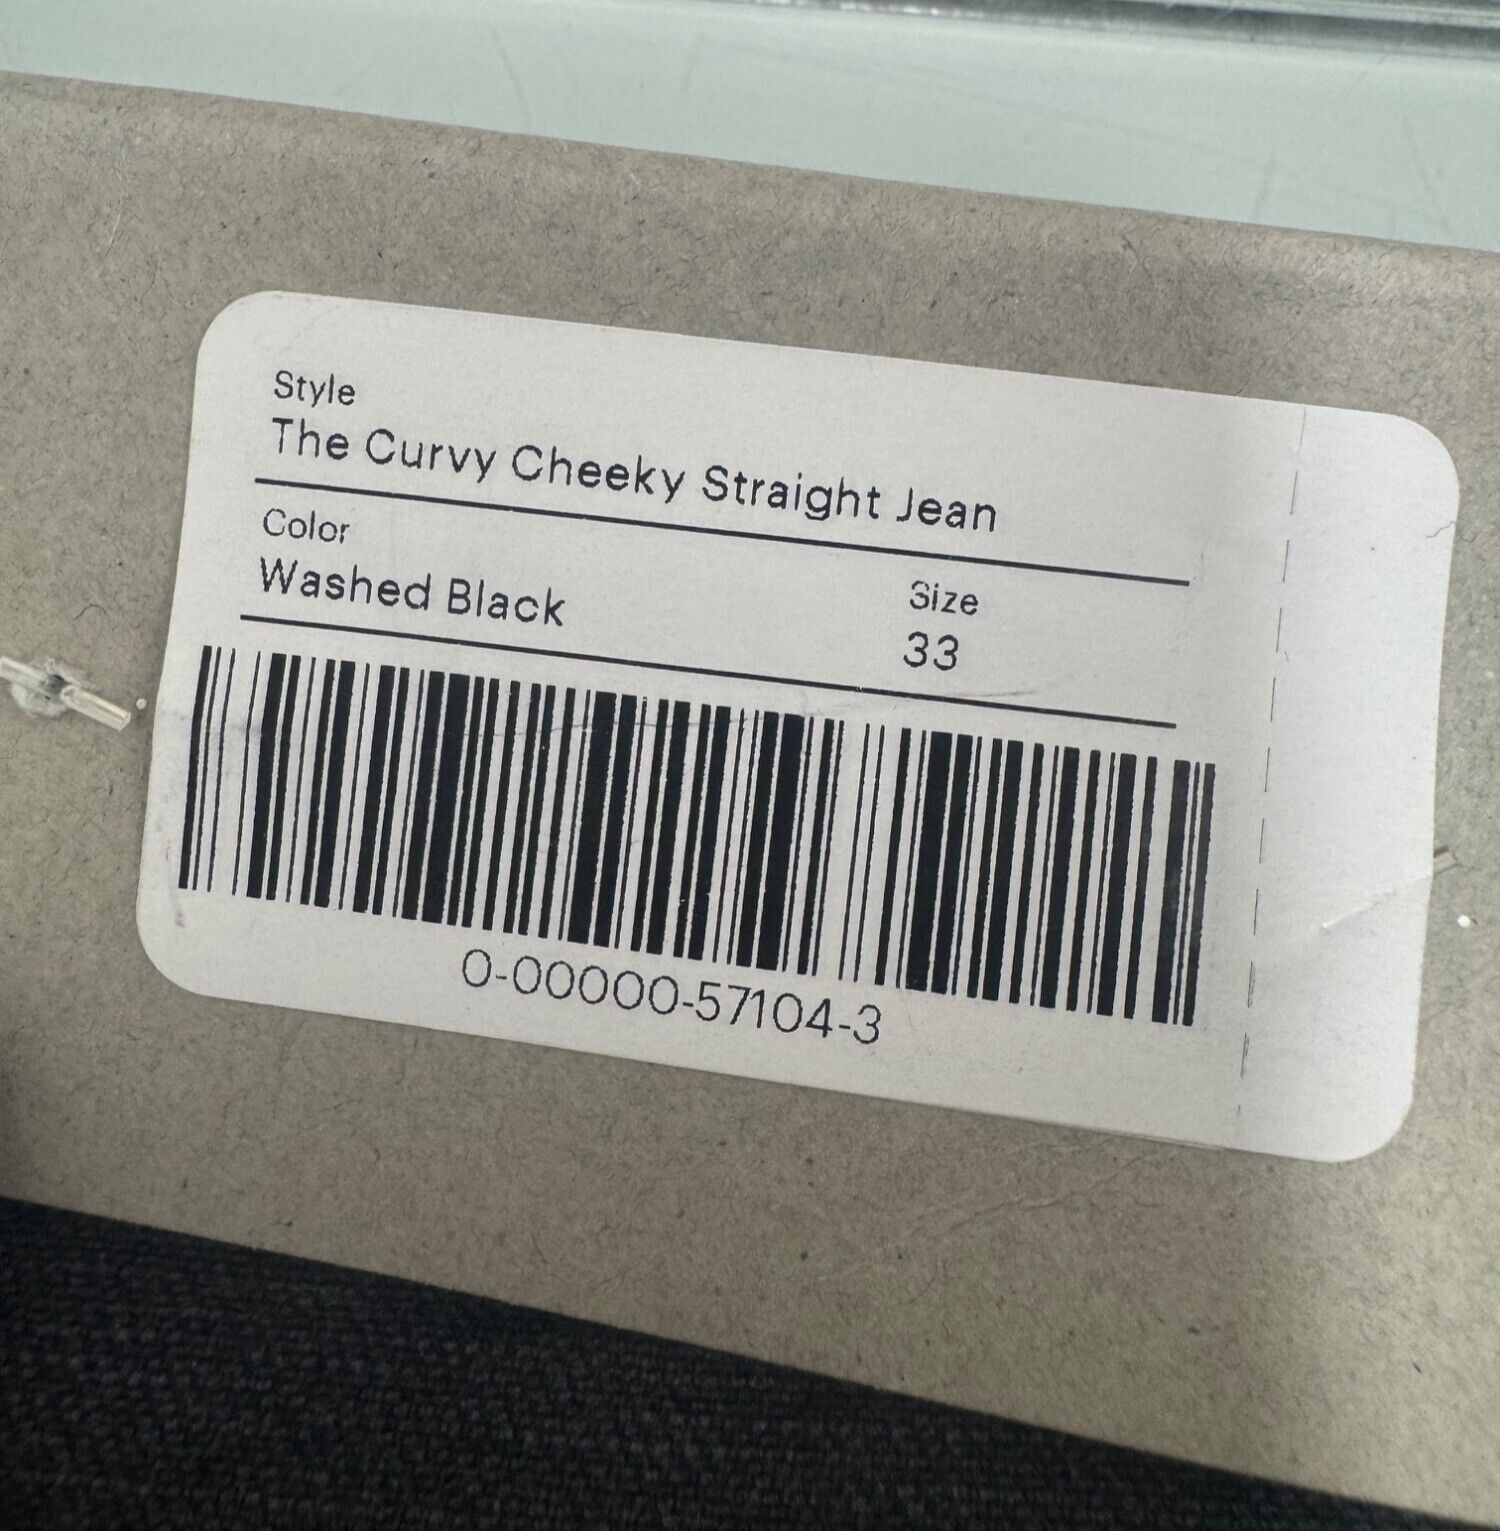 Style
The Curvy Cheeky Straight Jean
Color
Washed Black
Size
33
0-00000-57104-3